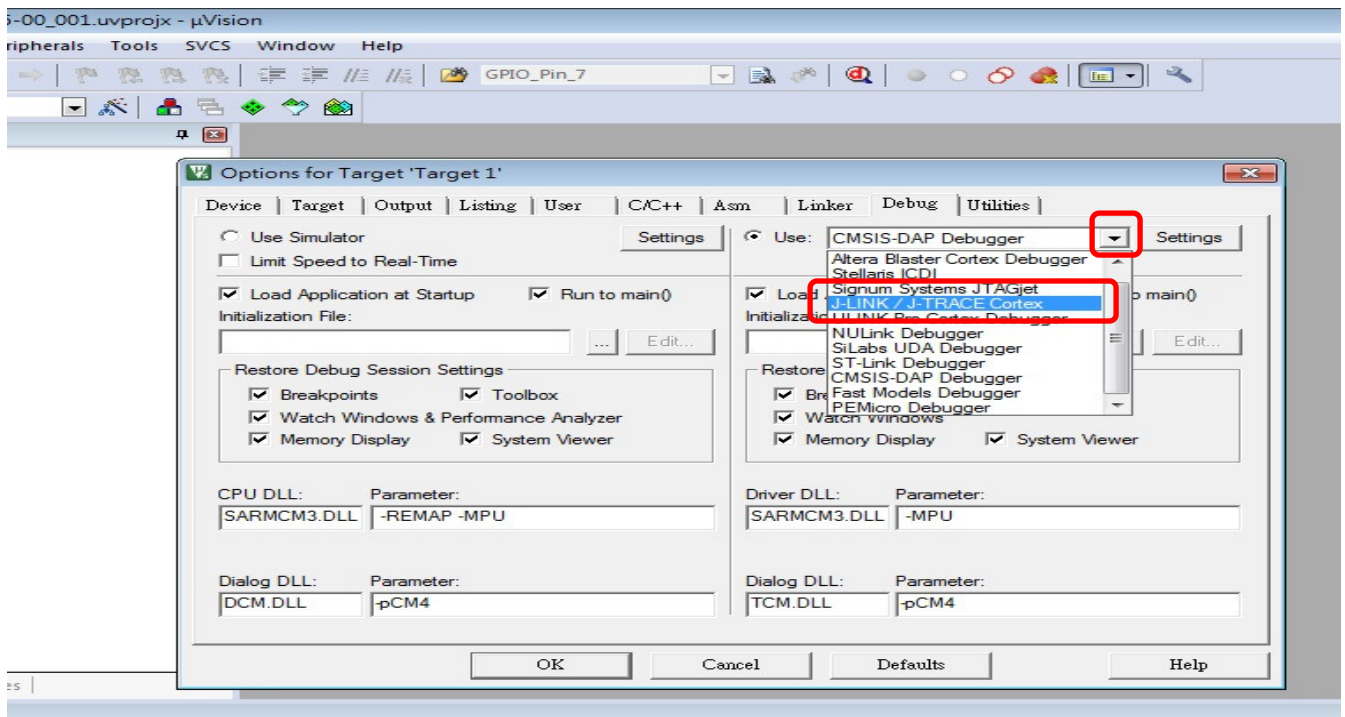 5-00_001.uvprojx - µVision
ripherals Tools SVCS Window Help
GPIO_Pin_7
Options for Target 'Target 1'
Device Target Output Listing User C/C++ Asm Linker Debug Utilities
Use Simulator Settings Use: CMSIS-DAP Debugger Settings
Limit Speed to Real-Time
Altera Blaster Cortex Debugger
Stellaris ICDI
Signum Systems JTAGjet
J-LINK / J-TRACE Cortex
ULINK Pro Cortex Debugger
NULink Debugger
SiLabs UDA Debugger
ST-Link Debugger
CMSIS-DAP Debugger
Fast Models Debugger
PEMicro Debugger
Load Application at Startup Run to main() Load o main()
Initialization File: Initializatio
... Edit... Edit...
Restore Debug Session Settings Restore
Breakpoints Toolbox Bre
Watch Windows & Performance Analyzer Watch Windows
Memory Display System Viewer Memory Display System Viewer
CPU DLL: Parameter: Driver DLL: Parameter:
SARMCM3.DLL -REMAP -MPU SARMCM3.DLL -MPU
Dialog DLL: Parameter: Dialog DLL: Parameter:
DCM.DLL -pCM4 TCM.DLL -pCM4
OK Cancel Defaults Help
es